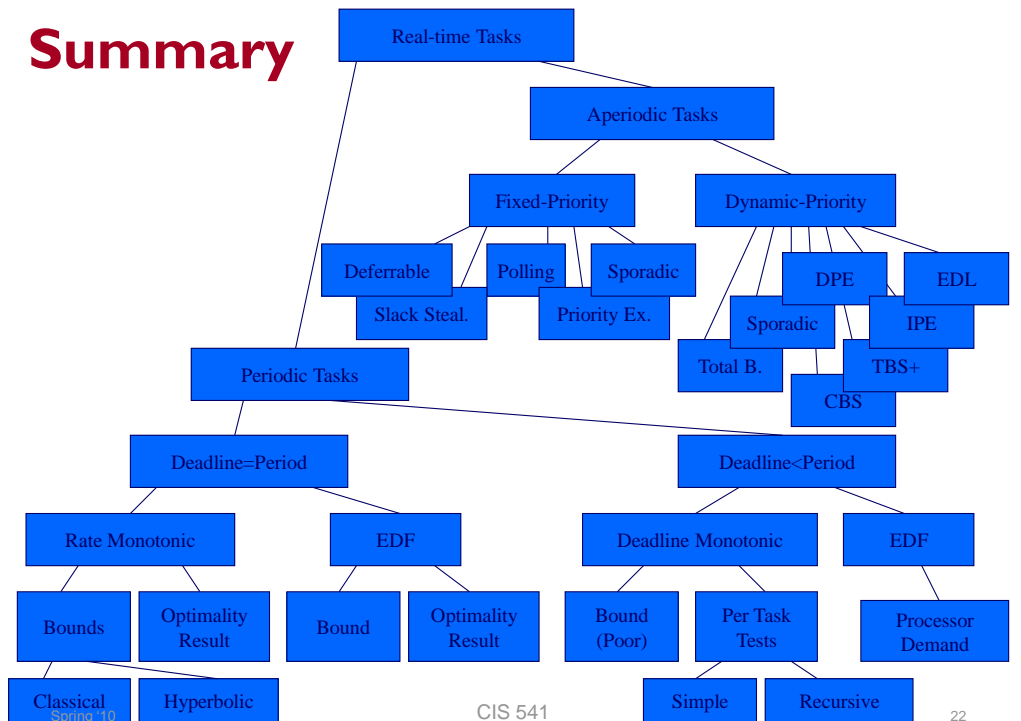 Summary
Real-time Tasks
Aperiodic Tasks
Fixed-Priority
Dynamic-Priority
Deferrable
Polling
Sporadic
DPE
EDL
Slack Steal.
Priority Ex.
Sporadic
IPE
Total B.
TBS+
CBS
Periodic Tasks
Deadline=Period
Deadline<Period
Rate Monotonic
EDF
Deadline Monotonic
EDF
Bounds
Optimality
Result
Bound
Optimality
Result
Bound
(Poor)
Per Task
Tests
Processor
Demand
Classical
Hyperbolic
Simple
Recursive
Spring '10
CIS 541
22